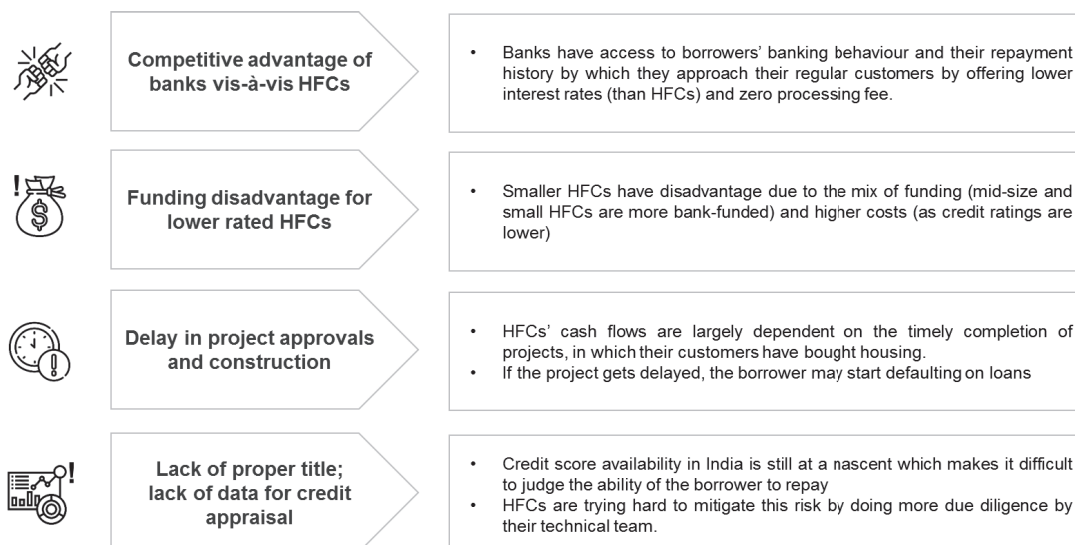 Competitive advantage of
banks vis-à-vis HFCs
• Banks have access to borrowers' banking behaviour and their repayment
history by which they approach their regular customers by offering lower
interest rates (than HFCs) and zero processing fee.
Funding disadvantage for
lower rated HFCs
• Smaller HFCs have disadvantage due to the mix of funding (mid-size and
small HFCs are more bank-funded) and higher costs (as credit ratings are
lower)
Delay in project approvals
and construction
• HFCs' cash flows are largely dependent on the timely completion of
projects, in which their customers have bought housing.
• If the project gets delayed, the borrower may start defaulting on loans
Lack of proper title;
lack of data for credit
appraisal
• Credit score availability in India is still at a nascent which makes it difficult
to judge the ability of the borrower to repay
• HFCs are trying hard to mitigate this risk by doing more due diligence by
their technical team.